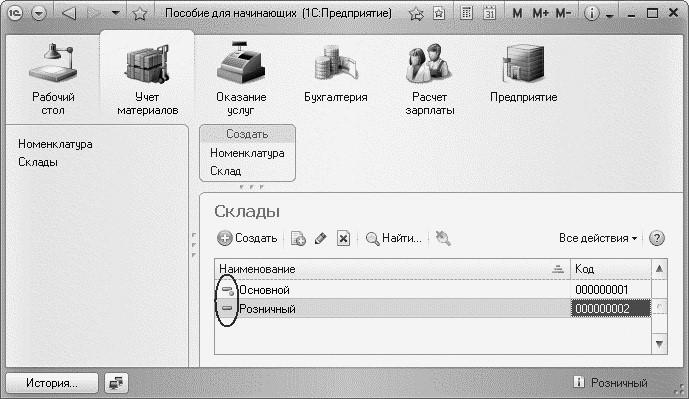 Пособие для начинающих (1С:Предприятие)
31 M M+ M-
Рабочий стол
Учет материалов
Оказание услуг
Бухгалтерия
Расчет зарплаты
Предприятие
Номенклатура
Склады
Создать
Номенклатура
Склад
Склады
Создать Найти... Все действия
Наименование Код
Основной 000000001
Розничный 000000002
История... Розничный